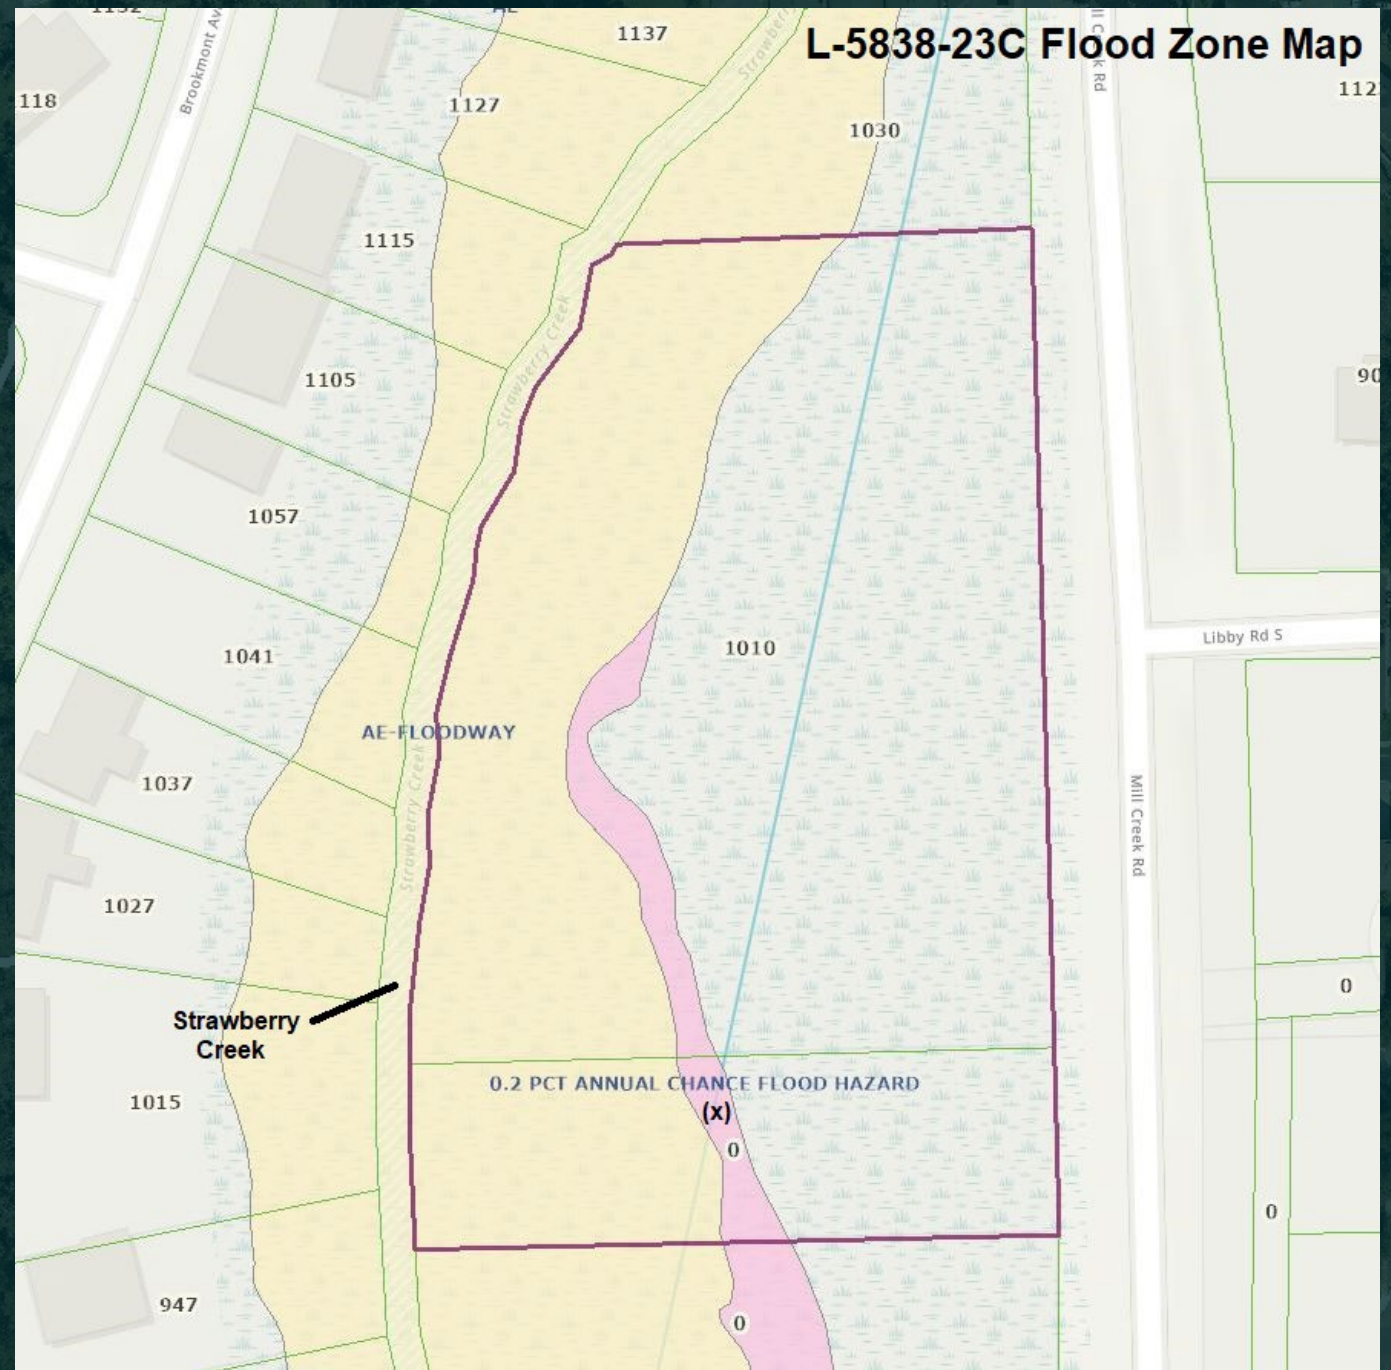 L-5838-23C Flood Zone Map
1137
Strawberry
118
Brookmont Av
1127
1030
1115
1105
Strawberry Creek
1057
1041
1010
Libby Rd S
AE-FLOODWAY
1037
Strawberry Creek
Mill Creek Rd
1027
0
Strawberry
Creek
0.2 PCT ANNUAL CHANCE FLOOD HAZARD
(x)
1015
0
0
947
0